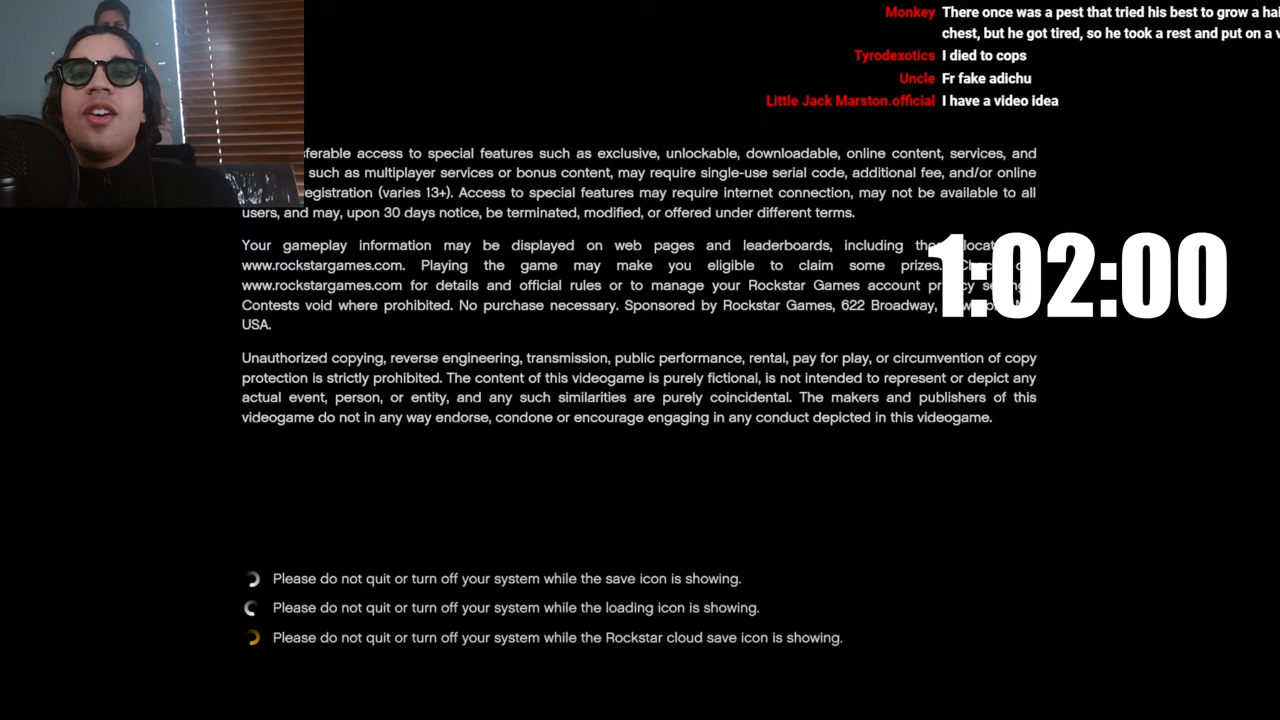 Monkey There once was a pest that tried his best to grow a
chest, but he got tired, so he took a rest and put on a
Tyrodexotics I died to cops
Uncle Fr fake adichu
Little Jack Marston.official I have a video idea
access to special features such as exclusive, unlockable, downloadable, online content, services, and
such as multiplayer services or bonus content, may require single-use serial code, additional fee, and/or online
registration (varies 13+). Access to special features may require internet connection, may not be available to all
users, and may, upon 30 days notice, be terminated, modified, or offered under different terms.
Your gameplay information may be displayed on web pages and leaderboards, including
www.rockstargames.com. Playing the game may make you eligible to claim some prizes.
www.rockstargames.com for details and official rules or to manage your Rockstar Games account
Contests void where prohibited. No purchase necessary. Sponsored by Rockstar Games, 622 Broadway,
USA.
1:02:00
Unauthorized copying, reverse engineering, transmission, public performance, rental, pay for play, or circumvention of copy
protection is strictly prohibited. The content of this videogame is purely fictional, is not intended to represent or depict any
actual event, person, or entity, and any such similarities are purely coincidental. The makers and publishers of this
videogame do not in any way endorse, condone or encourage engaging in any conduct depicted in this videogame.
Please do not quit or turn off your system while the save icon is showing.
Please do not quit or turn off your system while the loading icon is showing.
Please do not quit or turn off your system while the Rockstar cloud save icon is showing.